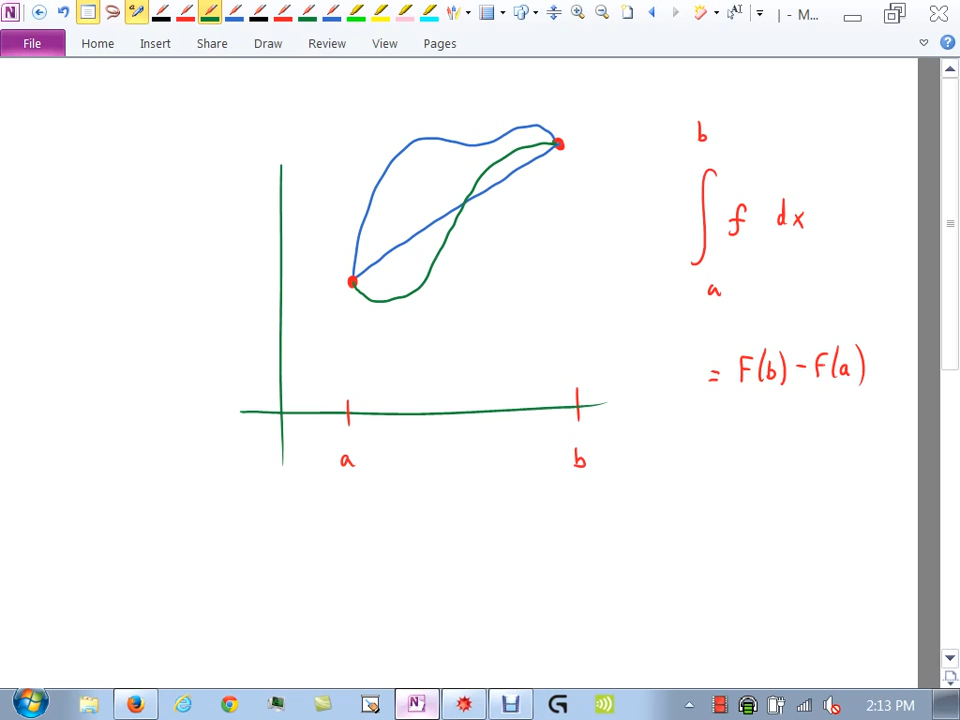 | - M...
File Home Insert Share Draw Review View Pages
b
∫ f dx
a
= F(b) - F(a)
a b
2:13 PM